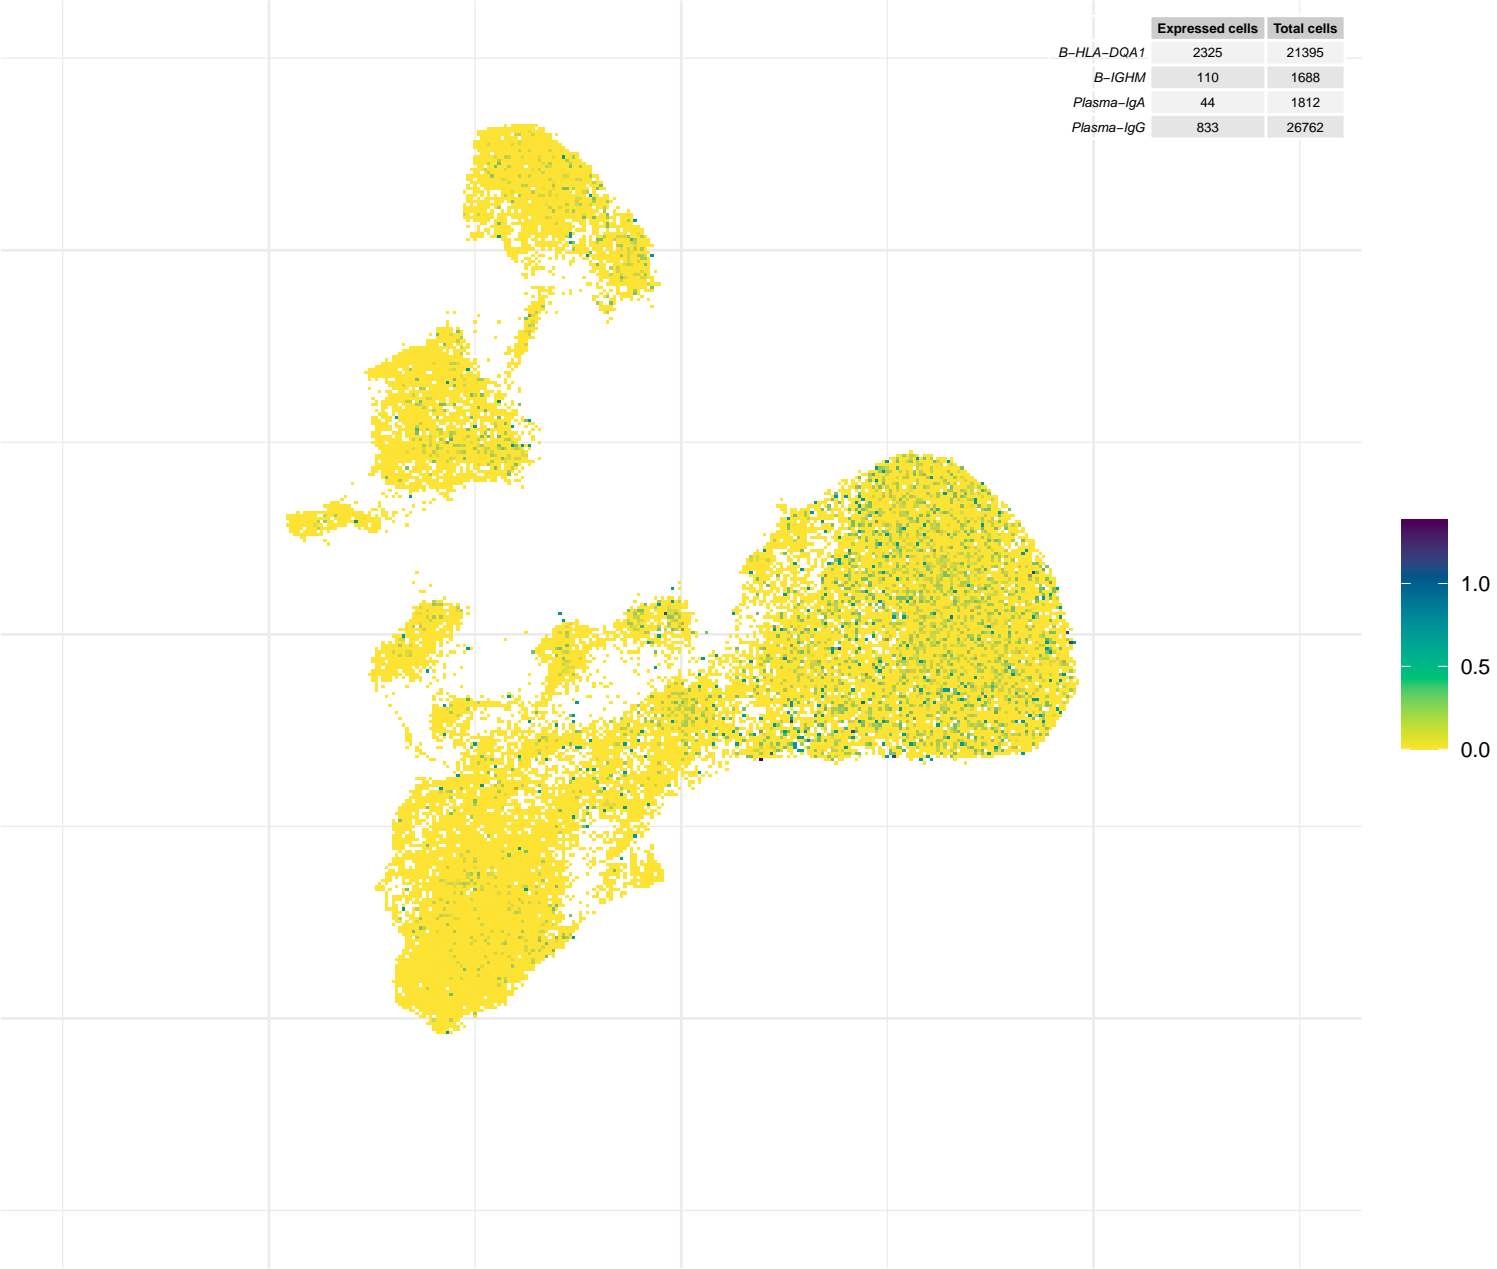 Expressed cells Total cells
B−HLA−DQA1 2325 21395
B−IGHM 110 1688
Plasma−IgA 44 1812
Plasma−IgG 833 26762
1.0
0.5
0.0